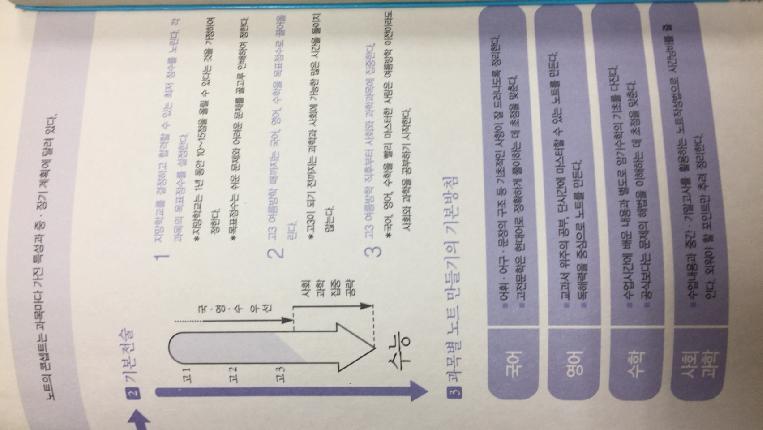 노트의 콘셉트는 과목마다 가진 특성과 중·장기 계획에 달려 있다.
2 기본전술
고1
고2
고3
수능
국·영·수 우선
사회
과학
집중
공략
1 지망학교를 결정하고 합격할 수 있는 최저 점수를 노린다. 각
과목의 목표점수를 설정한다.
*지망학교는 1년 동안 10~15점을 올릴 수 있다는 것을 가정하여
정한다.
*목표점수는 쉬운 문제와 어려운 문제를 골고루 안배하여 정한다.
2 고3 여름방학 때까지는 국어, 영어, 수학을 목표점수로 끌어올
린다.
*고3이 되기 전까지는 과학과 사회에 가능한 많은 시간을 들이지
않는다.
3 고3 여름방학 직후부터 사회와 과학과목에 집중한다.
*국어, 영어, 수학을 빨리 마스터한 사람은 여름방학 이전이라도
사회와 과학을 공부하기 시작한다.
3 과목별 노트 만들기의 기본방침
국어
어휘·어구·문장의 구조 등 기초적인 사항이 잘 드러나도록 정리한다.
고전문학은 현대어로 정확하게 풀이하는 데 초점을 맞춘다.
영어
교과서 위주의 공부, 단시간에 마스터할 수 있는 노트를 만든다.
독해력을 중심으로 노트를 만든다.
수학
수업시간에 배운 내용과 별도로 암기수학의 기초를 다진다.
공식보다는 문제의 해법을 이해하는 데 초점을 맞춘다.
사회
과학
수업내용과 중간·기말고사를 활용하는 노트작성법으로 시간낭비를 줄
인다. 외워야 할 포인트만 추려 정리한다.